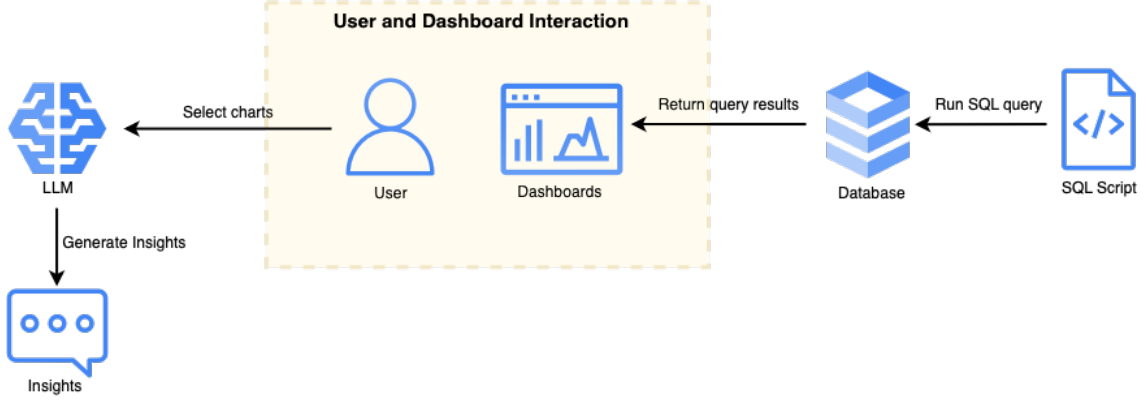 User and Dashboard Interaction
Select charts
Return query results
Run SQL query
LLM
User
Dashboards
Database
SQL Script
Generate Insights
Insights